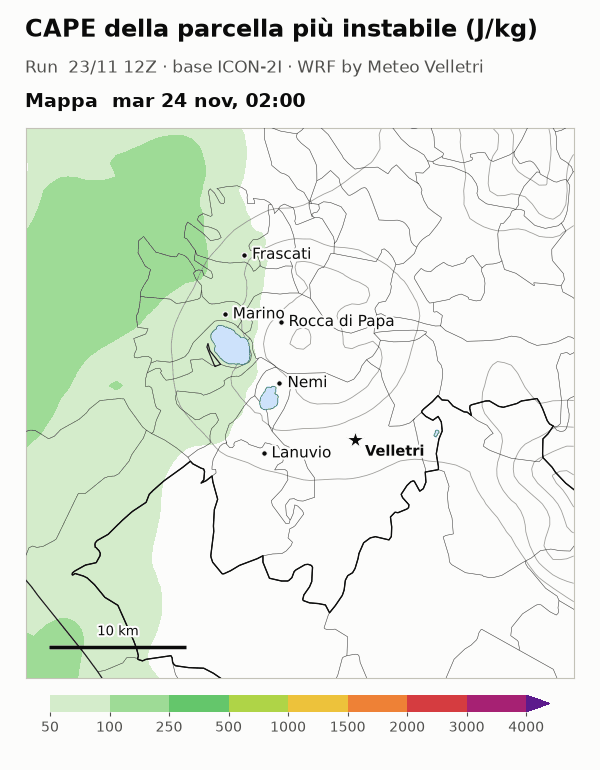 CAPE della parcella più instabile (J/kg)
Run  23/11 12Z · base ICON-2I · WRF by Meteo Velletri
Mappa  mar 24 nov, 02:00
Frascati
Marino
Rocca di Papa
Nemi
Velletri
Lanuvio
10 km
50 100 250 500 1000 1500 2000 3000 4000